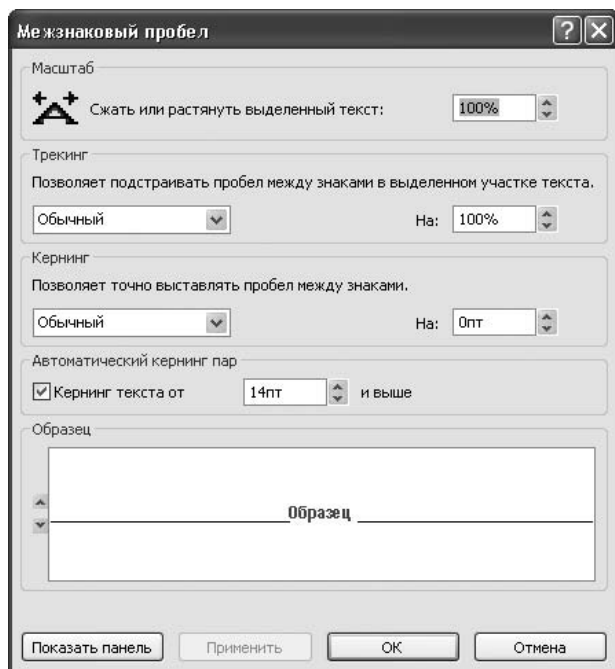 Межзнаковый пробел
Масштаб
Сжать или растянуть выделенный текст: 100%
Трекинг
Позволяет подстраивать пробел между знаками в выделенном участке текста.
Обычный На: 100%
Кернинг
Позволяет точно выставлять пробел между знаками.
Обычный На: 0пт
Автоматический кернинг пар
Кернинг текста от 14пт и выше
Образец
Образец
Показать панель Применить ОК Отмена